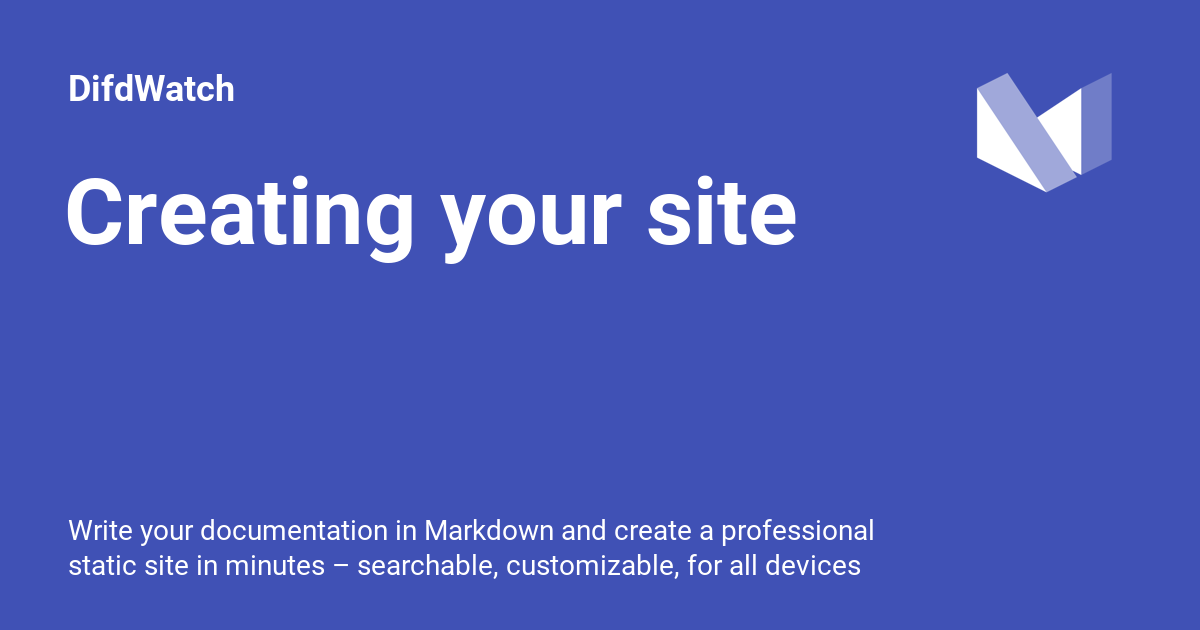 DifdWatch
Creating your site
Write your documentation in Markdown and create a professional
static site in minutes – searchable, customizable, for all devices